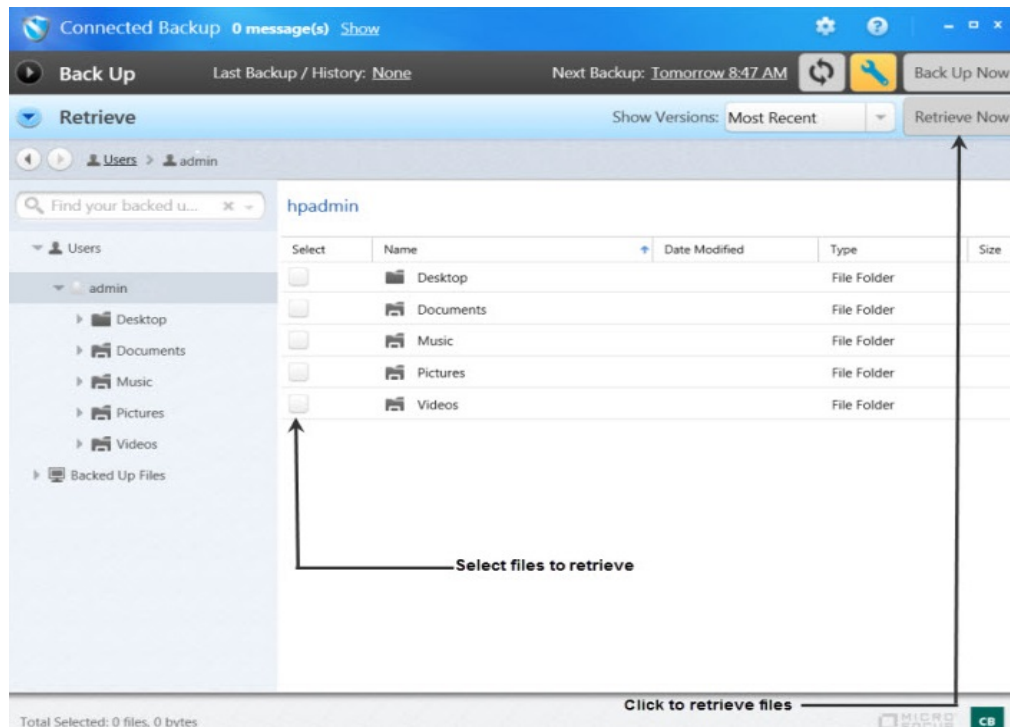 Connected Backup 0 message(s) Show
Back Up Last Backup / History: None Next Backup: Tomorrow 8:47 AM Back Up Now
Retrieve Show Versions: Most Recent Retrieve Now
Users > admin
Find your backed u...
hpadmin
Users
admin
Desktop
Documents
Music
Pictures
Videos
Backed Up Files
Select Name Date Modified Type Size
Desktop File Folder
Documents File Folder
Music File Folder
Pictures File Folder
Videos File Folder
Select files to retrieve
Click to retrieve files
Total Selected: 0 files, 0 bytes
MICRO
FOCUS
CB